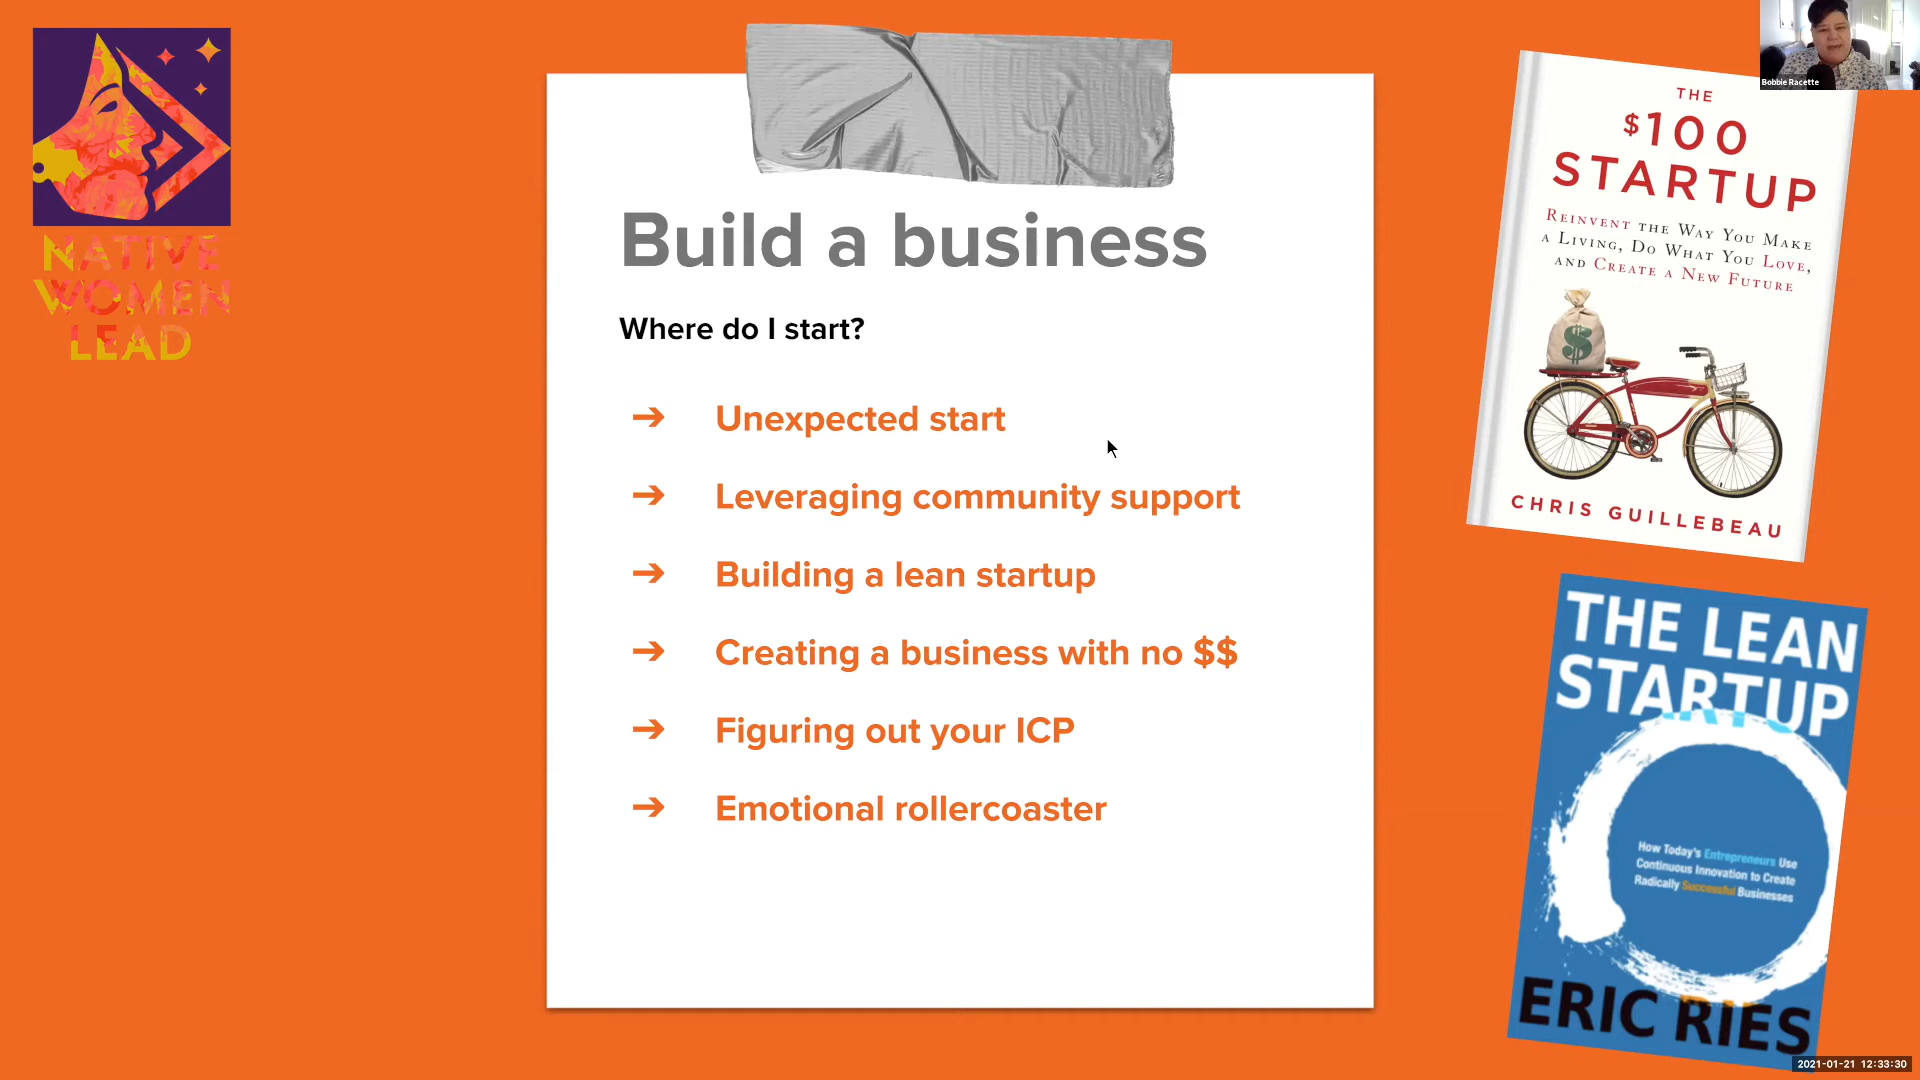 NATIVE
WOMEN
LEAD
Build a business
Where do I start?
➔ Unexpected start
➔ Leveraging community support
➔ Building a lean startup
➔ Creating a business with no $$
➔ Figuring out your ICP
➔ Emotional rollercoaster
Bobbie Racette
THE
$100
STARTUP
REINVENT THE WAY YOU MAKE
A LIVING, DO WHAT YOU LOVE,
AND CREATE A NEW FUTURE
$
CHRIS GUILLEBEAU
THE LEAN
STARTUP
How Today's Entrepreneurs Use
Continuous Innovation to Create
Radically Successful Businesses
ERIC RIES
2021-01-21 12:33:30